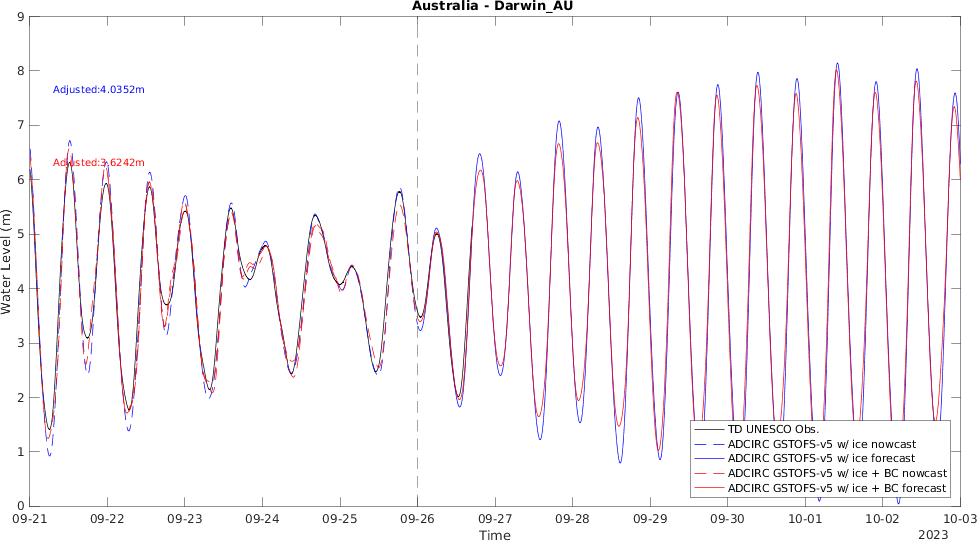 Australia - Darwin_AU
Water Level (m)
9
8
7
6
5
4
3
2
1
0
Adjusted:4.0352m
Adjusted:3.6242m
TD UNESCO Obs.
ADCIRC GSTOFS-v5 w/ ice nowcast
ADCIRC GSTOFS-v5 w/ ice forecast
ADCIRC GSTOFS-v5 w/ ice + BC nowcast
ADCIRC GSTOFS-v5 w/ ice + BC forecast
09-21 09-22 09-23 09-24 09-25 09-26 09-27 09-28 09-29 09-30 10-01 10-02 10-03
Time
2023